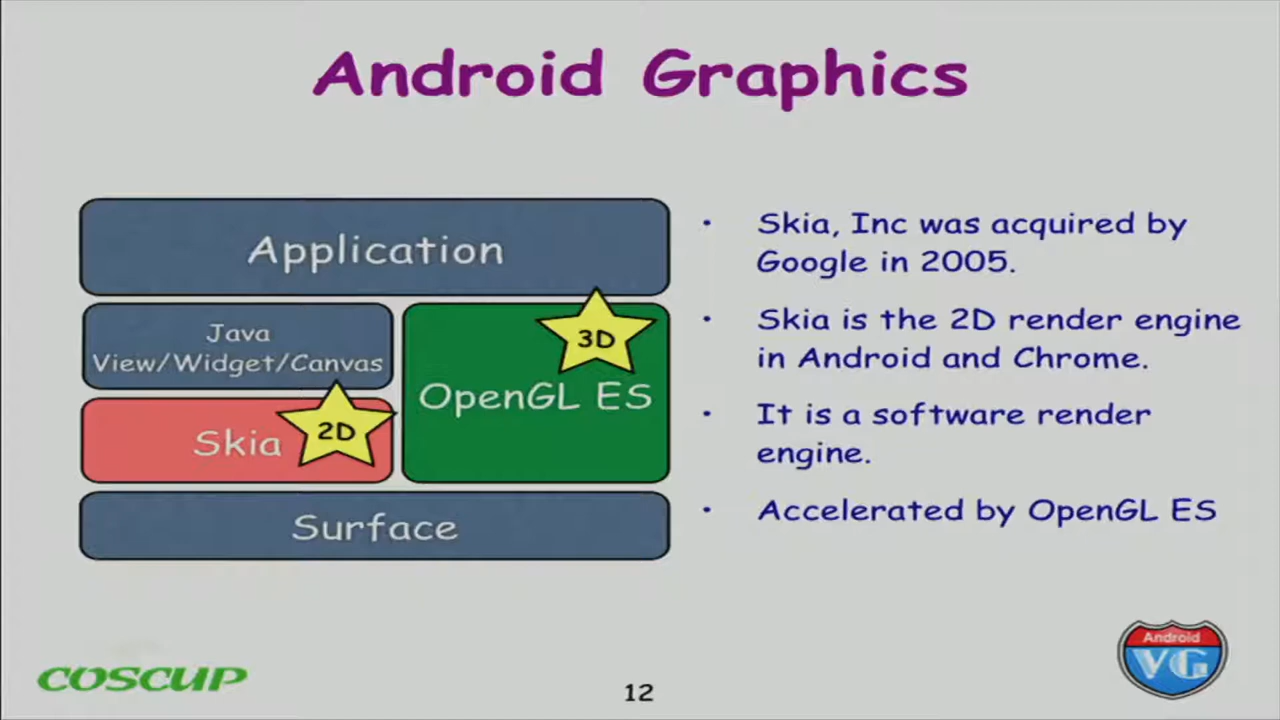 Android Graphics
Application
Java
View/Widget/Canvas
Skia
2D
3D
OpenGL ES
Surface
• Skia, Inc was acquired by
Google in 2005.
• Skia is the 2D render engine
in Android and Chrome.
• It is a software render
engine.
• Accelerated by OpenGL ES
COSCUP
12
Android
VG